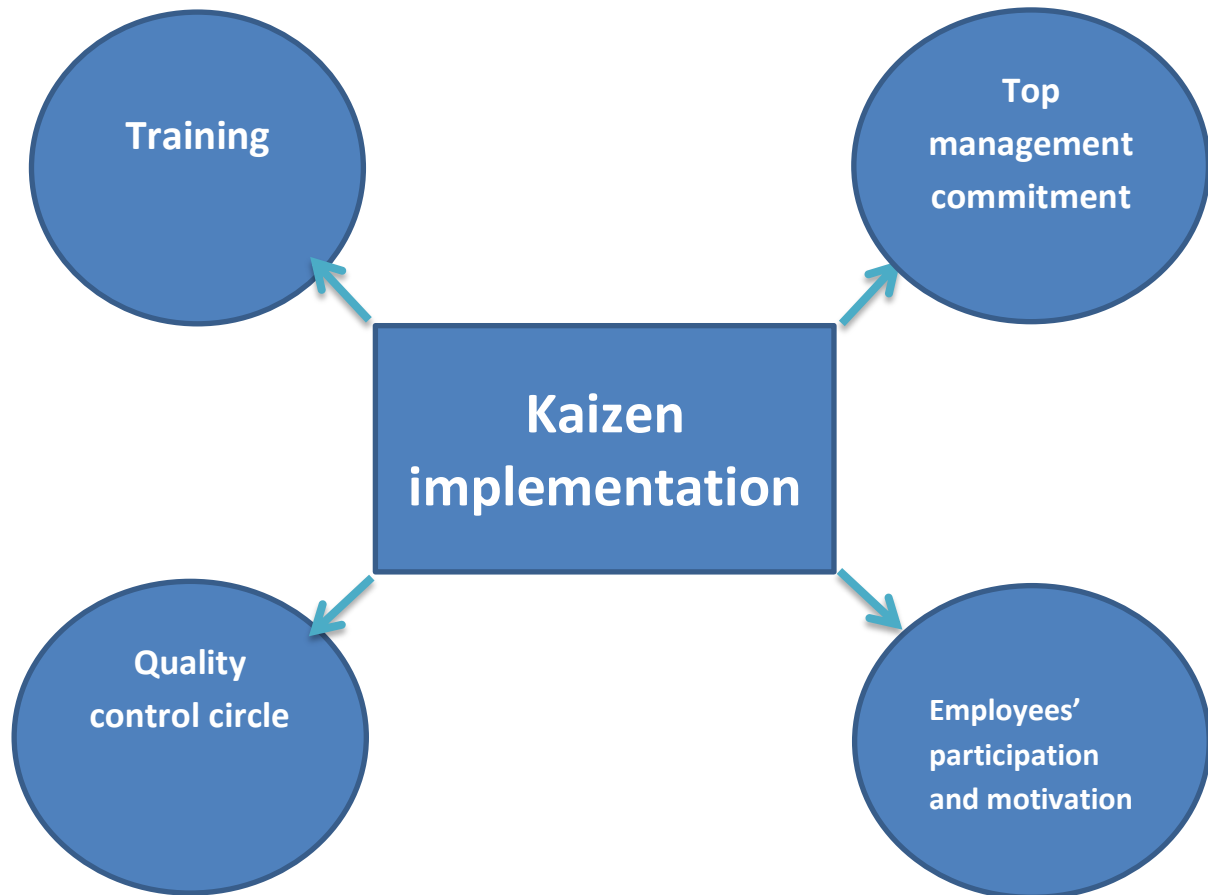 Training
Top
management
commitment
Kaizen
implementation
Quality
control circle
Employees’
participation
and motivation